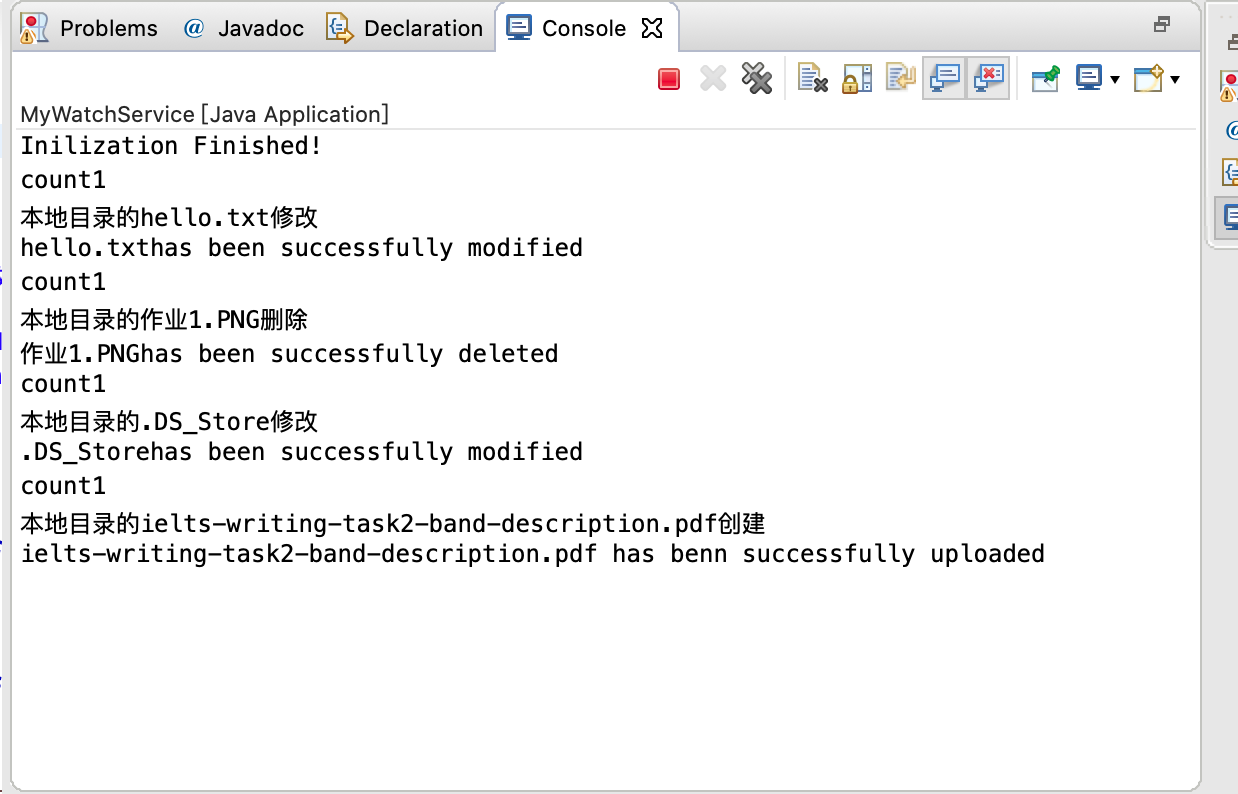 Problems @ Javadoc Declaration Console
MyWatchService [Java Application]
Inilization Finished!
count1
本地目录的hello.txt修改
hello.txthas been successfully modified
count1
本地目录的作业1.PNG删除
作业1.PNGhas been successfully deleted
count1
本地目录的.DS_Store修改
.DS_Storehas been successfully modified
count1
本地目录的ielts-writing-task2-band-description.pdf创建
ielts-writing-task2-band-description.pdf has benn successfully uploaded